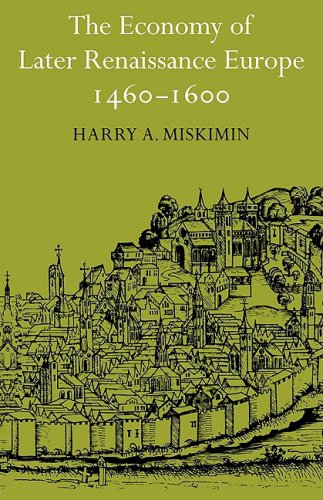 The Economy of
Later Renaissance Europe
1460–1600
HARRY A. MISKIMIN